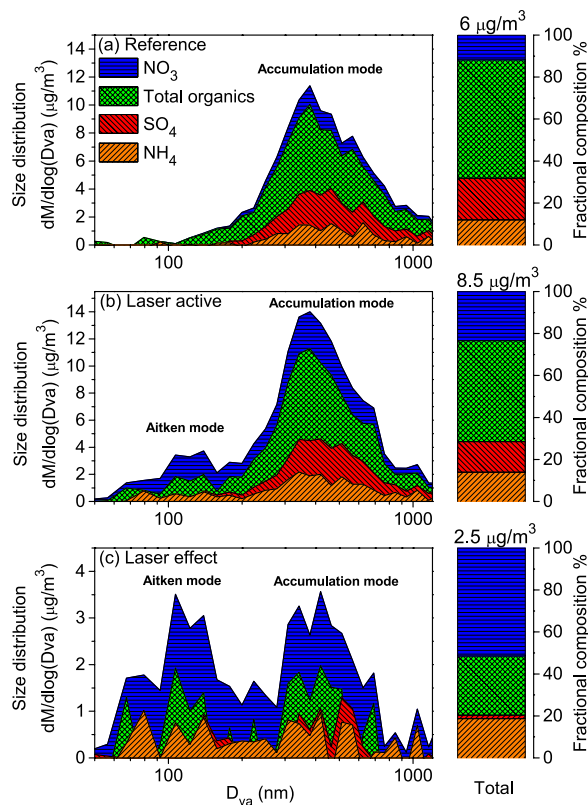 6 μg/m³
(a) Reference
Accumulation mode
NO₃
Total organics
SO₄
NH₄
Size distribution
dM/dlog(Dva) (μg/m³)
14
12
10
8
6
4
2
0
100
1000
100
80
60
40
20
0
Fractional composition %
8.5 μg/m³
(b) Laser active
Accumulation mode
Aitken mode
Size distribution
dM/dlog(Dva) (μg/m³)
14
12
10
8
6
4
2
0
100
1000
100
80
60
40
20
0
Fractional composition %
2.5 μg/m³
(c) Laser effect
Aitken mode
Accumulation mode
Size distribution
dM/dlog(Dva) (μg/m³)
4
3
2
1
0
100
1000
D_va (nm)
100
80
60
40
20
0
Fractional composition %
Total